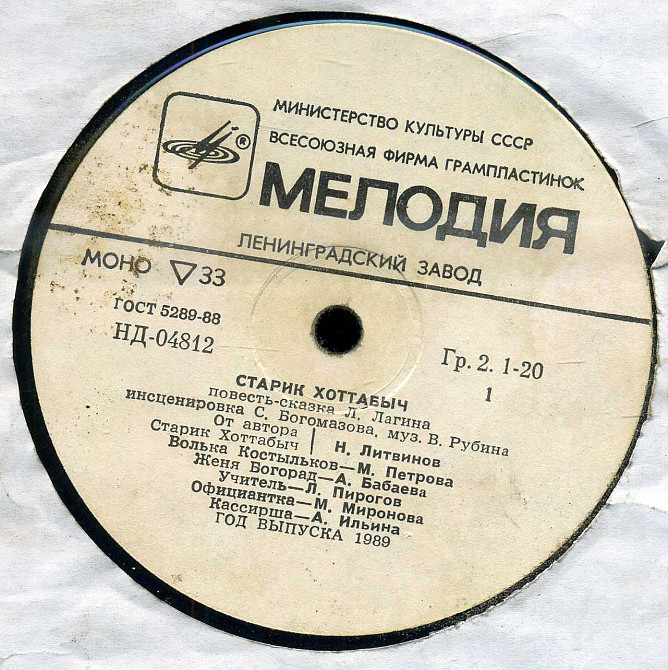 МИНИСТЕРСТВО КУЛЬТУРЫ СССР
ВСЕСОЮЗНАЯ ФИРМА ГРАМПЛАСТИНОК
®
МЕЛОДИЯ
ЛЕНИНГРАДСКИЙ ЗАВОД
МОНО ▽ 33
ГОСТ 5289-88
НД-04812
Гр. 2. 1-20
1
СТАРИК ХОТТАБЫЧ
повесть-сказка Л. Лагина
инсценировка С. Богомазова, муз. В. Рубина
От автора
Старик Хоттабыч | Н. Литвинов
Волька Костыльков—М. Петрова
Женя Богорад—А. Бабаева
Учитель—Л. Пирогов
Официантка—М. Миронова
Кассирша—А. Ильина
ГОД ВЫПУСКА 1989